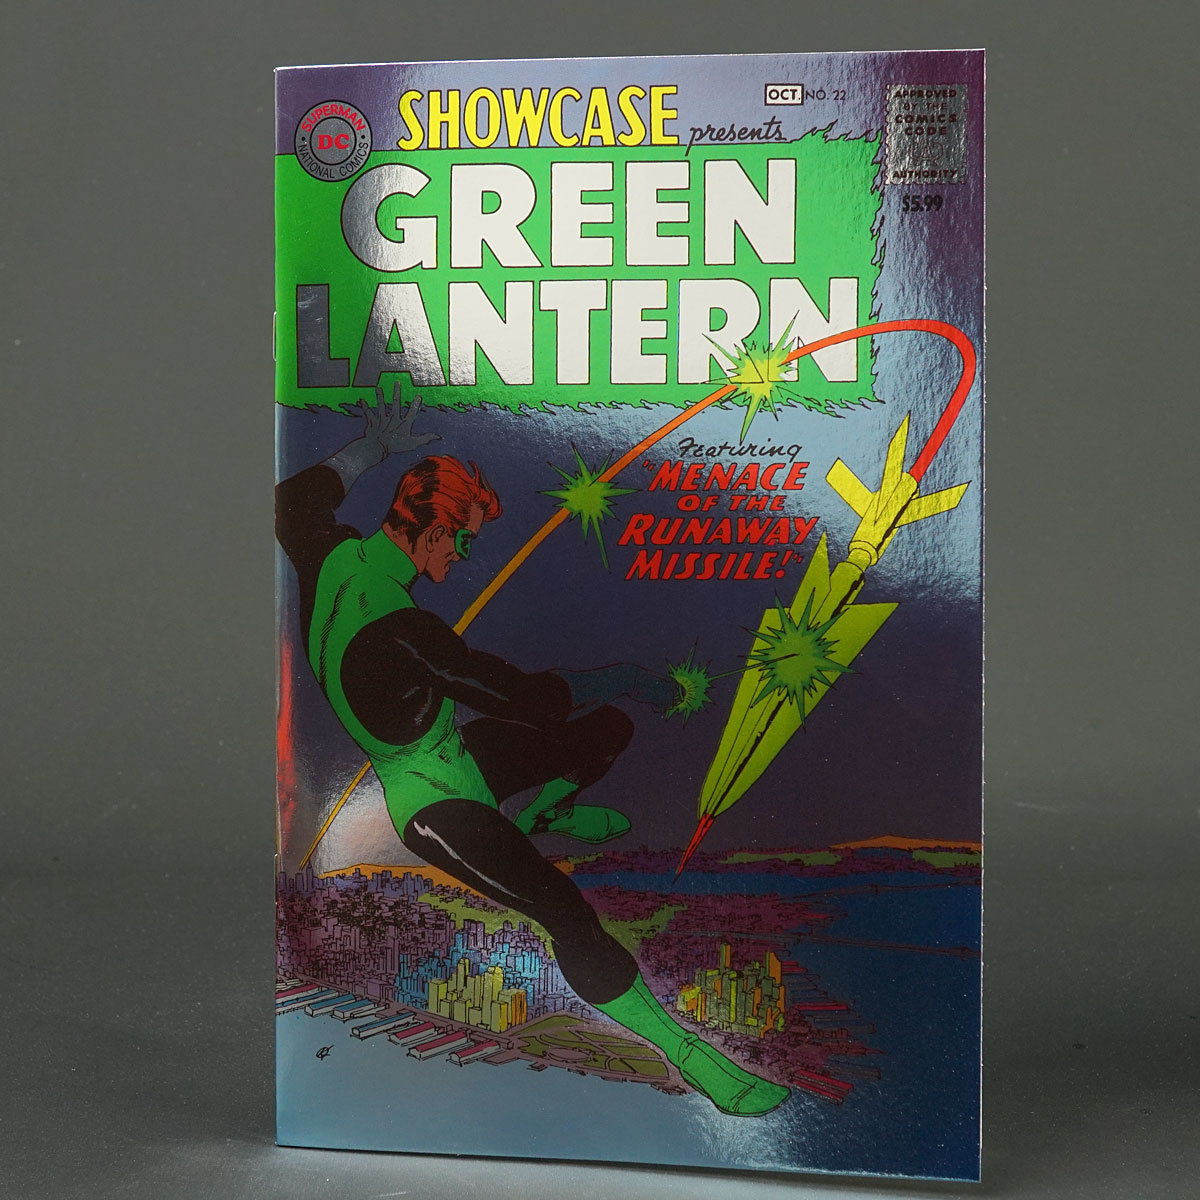 SUPERMAN
DC
NATIONAL COMICS
SHOWCASE presents
OCT. NO. 22
APPROVED
BY THE
COMICS
CODE
AUTHORITY
$5.99
GREEN
LANTERN
Featuring
"MENACE
OF THE
RUNAWAY
MISSILE!"